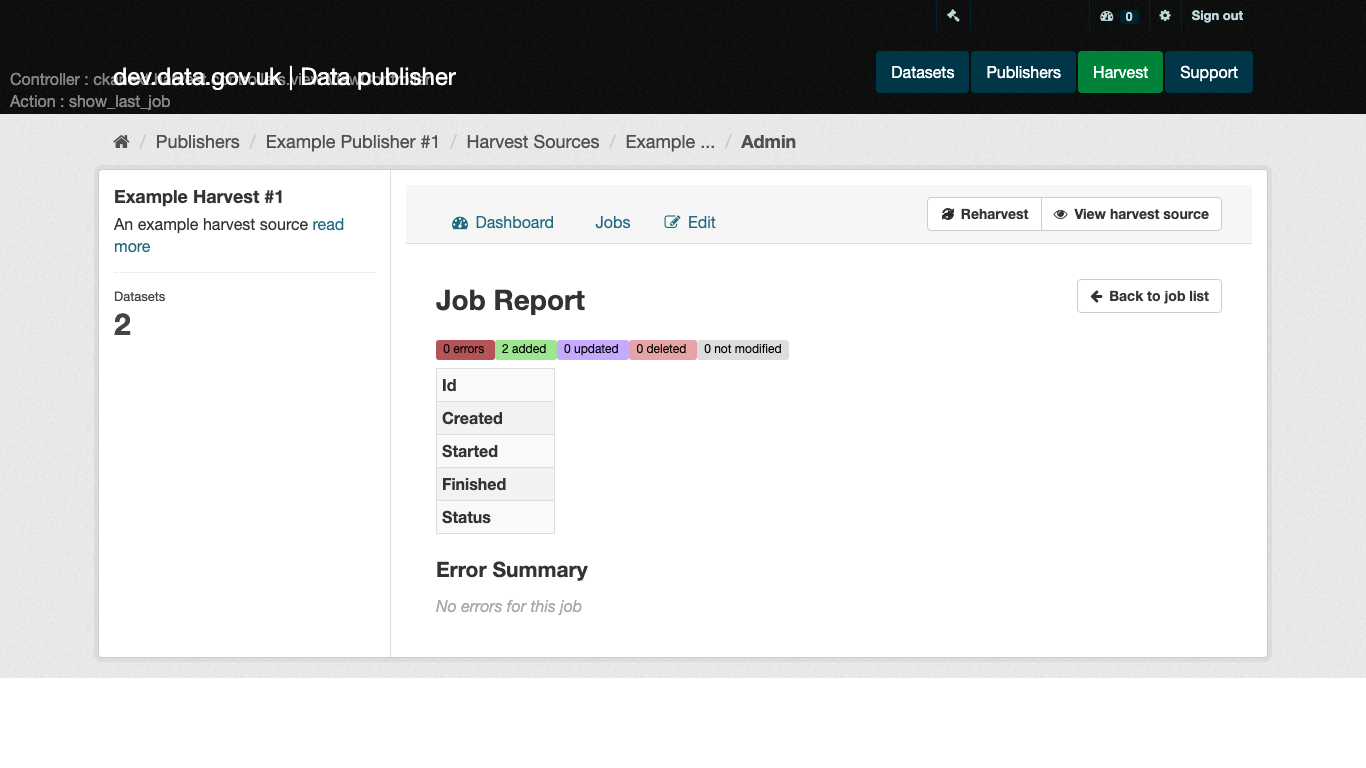 0
Sign out
Controller : 
dev.data.gov.uk | Data publisher
Action : show_last_job
Datasets
Publishers
Harvest
Support
/ Publishers / Example Publisher #1 / Harvest Sources / Example ... / Admin
Example Harvest #1
An example harvest source read
more
Datasets
2
Dashboard
Jobs
Edit
Reharvest
View harvest source
Job Report
Back to job list
0 errors
2 added
0 updated
0 deleted
0 not modified
Id
Created
Started
Finished
Status
Error Summary
No errors for this job